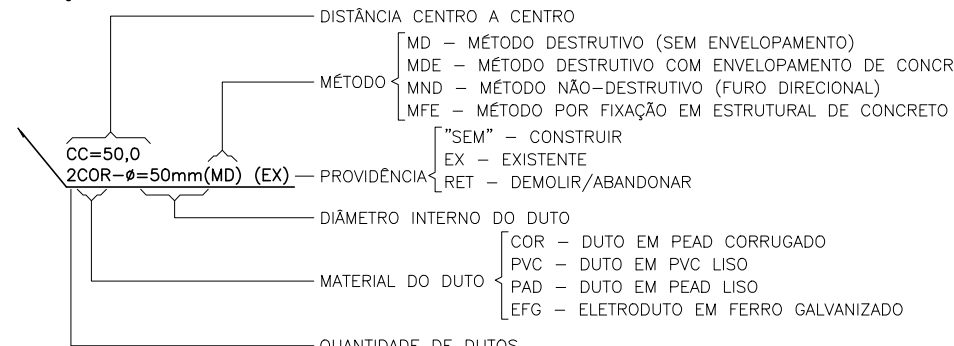 DISTÂNCIA CENTRO A CENTRO
MD – MÉTODO DESTRUTIVO (SEM ENVELOPAMENTO)
MDE – MÉTODO DESTRUTIVO COM ENVELOPAMENTO DE CONCR
MÉTODO
MND – MÉTODO NÃO-DESTRUTIVO (FURO DIRECIONAL)
MFE – MÉTODO POR FIXAÇÃO EM ESTRUTURAL DE CONCRETO
"SEM" – CONSTRUIR
CC=50,0
EX – EXISTENTE
2COR-ø=50mm(MD) (EX)
PROVIDÊNCIA
RET – DEMOLIR/ABANDONAR
DIÂMETRO INTERNO DO DUTO
COR – DUTO EM PEAD CORRUGADO
PVC – DUTO EM PVC LISO
MATERIAL DO DUTO
PAD – DUTO EM PEAD LISO
EFG – ELETRODUTO EM FERRO GALVANIZADO
QUANTIDADE DE DUTOS